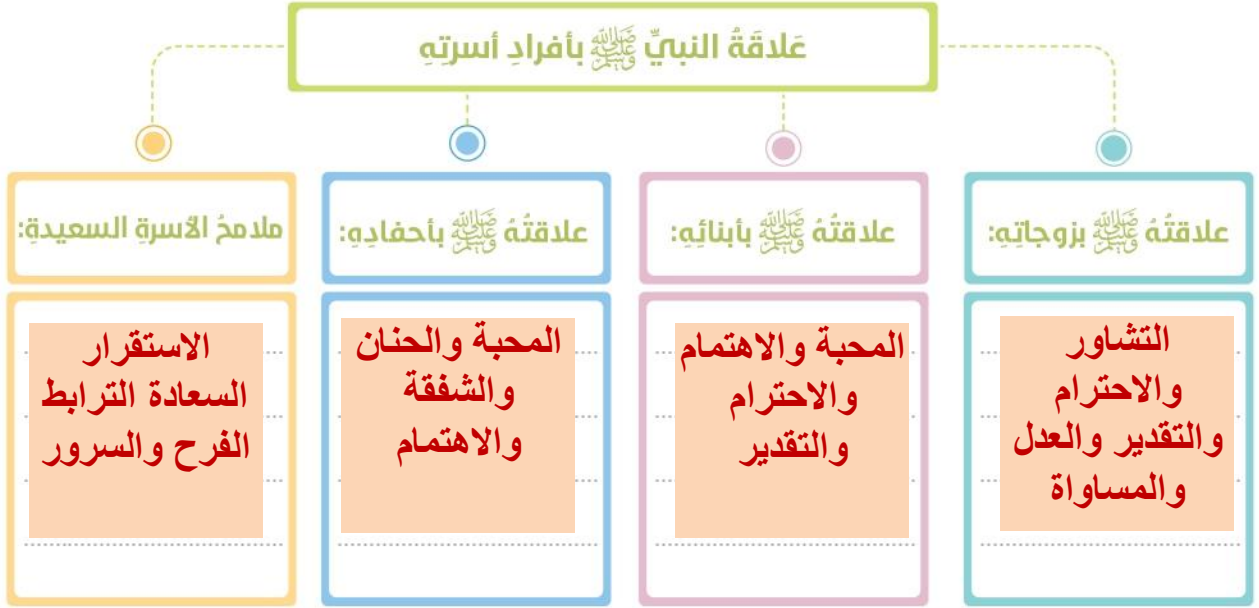 عَلاقَةُ النبيِّ ﷺ بأفرادِ أسرتِهِ
علاقتُهُ ﷺ بزوجاتِهِ:
التشاور
والاحترام
والتقدير والعدل
والمساواة
علاقتُهُ ﷺ بأبنائِهِ:
المحبة والاهتمام
والاحترام
والتقدير
علاقتُهُ ﷺ بأحفادِهِ:
المحبة والحنان
والشفقة
والاهتمام
ملامحُ الأسرةِ السعيدةِ:
الاستقرار
السعادة الترابط
الفرح والسرور